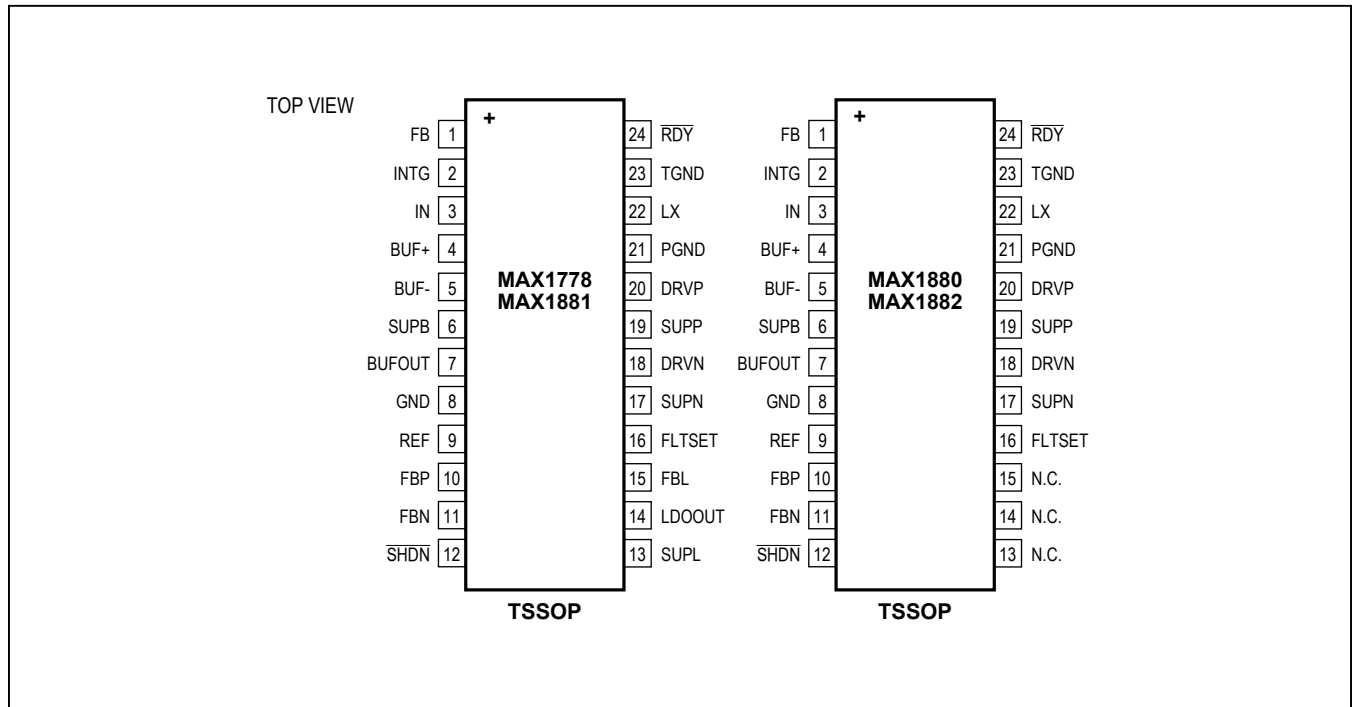 TOP VIEW
+
FB 1
INTG 2
IN 3
BUF+ 4
BUF- 5
SUPB 6
BUFOUT 7
GND 8
REF 9
FBP 10
FBN 11
S̅H̅D̅N̅ 12
MAX1778
MAX1881
24 R̅D̅Y̅
23 TGND
22 LX
21 PGND
20 DRVP
19 SUPP
18 DRVN
17 SUPN
16 FLTSET
15 FBL
14 LDOOUT
13 SUPL
TSSOP
+
FB 1
INTG 2
IN 3
BUF+ 4
BUF- 5
SUPB 6
BUFOUT 7
GND 8
REF 9
FBP 10
FBN 11
S̅H̅D̅N̅ 12
MAX1880
MAX1882
24 R̅D̅Y̅
23 TGND
22 LX
21 PGND
20 DRVP
19 SUPP
18 DRVN
17 SUPN
16 FLTSET
15 N.C.
14 N.C.
13 N.C.
TSSOP